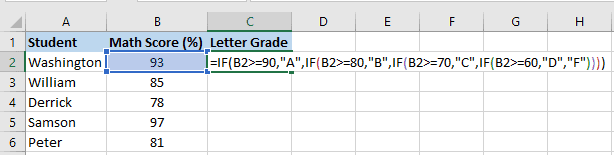 A B C D E F G H
1 Student Math Score (%) Letter Grade
2 Washington 93 =IF(B2>=90,"A",IF(B2>=80,"B",IF(B2>=70,"C",IF(B2>=60,"D","F"))))
3 William 85
4 Derrick 78
5 Samson 97
6 Peter 81